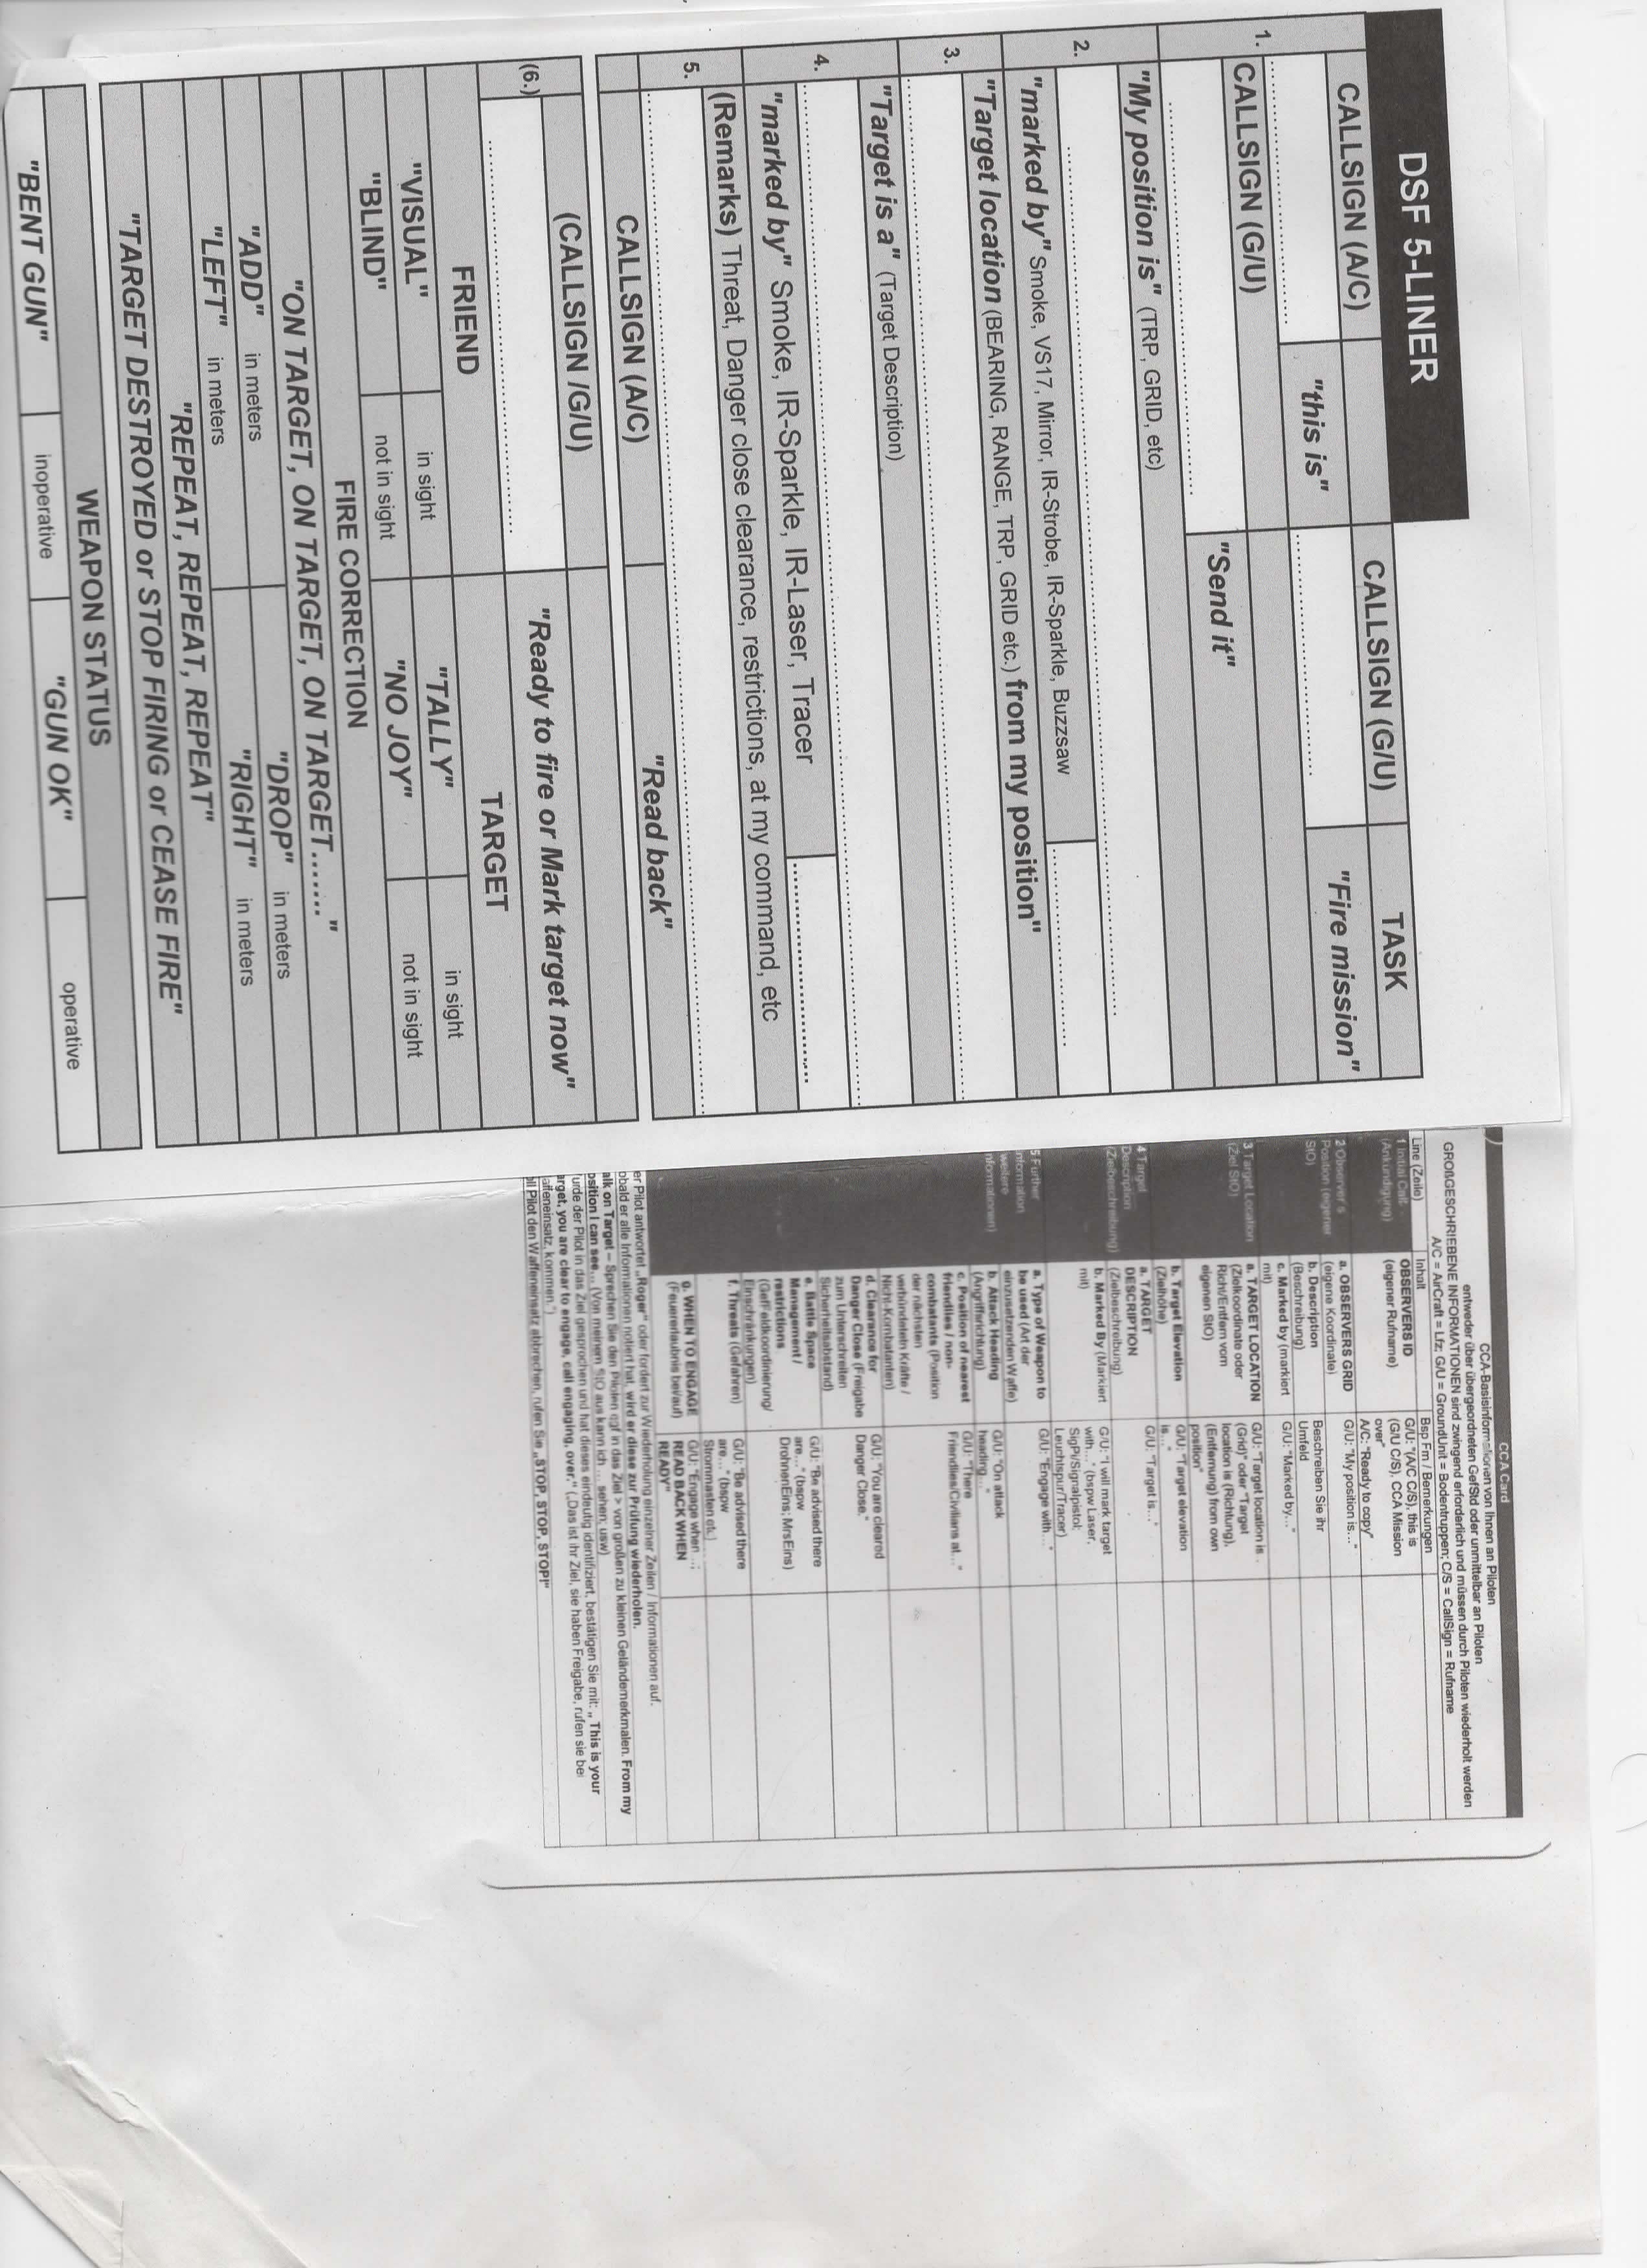 DSF 5-LINER
CALLSIGN (A/C)
CALLSIGN (G/U)
TASK
1.
"this is"
"Fire mission"
CALLSIGN (G/U)
"Send it"
2.
"My position is" (TRP, GRID, etc)
"marked by" Smoke, VS17, Mirror, IR-Strobe, IR-Sparkle, Buzzsaw
3.
"Target location (BEARING, RANGE, TRP, GRID etc.) from my position"
4.
"Target is a" (Target Description)
"marked by" Smoke, IR-Sparkle, IR-Laser, Tracer
5.
(Remarks) Threat, Danger close clearance, restrictions, at my command, etc
CALLSIGN (A/C)
"Read back"
(6.)
(CALLSIGN /G/U)
"Ready to fire or Mark target now"
FRIEND
TARGET
"VISUAL" in sight
"TALLY" in sight
"BLIND" not in sight
"NO JOY" not in sight
FIRE CORRECTION
"ON TARGET, ON TARGET, ON TARGET......."
"ADD" in meters
"DROP" in meters
"LEFT" in meters
"RIGHT" in meters
"REPEAT, REPEAT, REPEAT"
"TARGET DESTROYED or STOP FIRING or CEASE FIRE"
WEAPON STATUS
"BENT GUN" inoperative
"GUN OK" operative
CCA Card
CCA-Basisinformationen von Ihnen an Piloten
entweder über übergeordneten GefStd oder unmittelbar an Piloten
GROßGESCHRIEBENE INFORMATIONEN sind zwingend erforderlich und müssen durch Piloten wiederholt werden
A/C = AirCraft = Lfz; G/U = GroundUnit = Bodentruppen; C/S = CallSign = Rufname
Line (Zeile)
Inhalt
Bsp Fm / Bemerkungen
1 Initial Call
(Ankündigung)
OBSERVERS ID
(eigener Rufname)
G/U: "(A/C C/S), this is
(G/U C/S). CCA Mission
over"
A/C: "Ready to copy"
2 Observer's
Position (eigener
StO)
a. OBSERVERS GRID
(eigene Koordinate)
G/U: "My position is..."
b. Description
(Beschreibung)
Beschreiben Sie ihr
Umfeld
c. Marked by (markiert
mit)
G/U: "Marked by..."
3 Target Location
(Ziel StO)
a. TARGET LOCATION
(Zielkoordinate oder
Richt/Entfern vom
eigenen StO)
G/U: "Target location is
(Grid)" oder "Target
location is (Richtung),
(Entfernung) from own
position"
b. Target Elevation
(Zielhöhe)
G/U: "Target elevation
is..."
4 Target
Description
(Zielbeschreibung)
a. TARGET
DESCRIPTION
(Zielbeschreibung)
G/U: "Target is..."
b. Marked By (Markiert
mit)
G/U: "I will mark target
with..." (bspw Laser,
SigPi/Signalpistol;
Leuchtspur/Tracer)
5 Further
information
weitere
nformationen)
a. Type of Weapon to
be used (Art der
einzusetzenden Waffe)
G/U: "Engage with..."
b. Attack Heading
(Angriffsrichtung)
G/U: "On attack
heading..."
c. Position of nearest
friendlies / non-
combatants (Position
der nächsten
verbündeteln Kräfte /
Nicht-Kombatanten)
G/U: "There
Friendlies/Civilians at..."
d. Clearance for
Danger Close (Freigabe
zum Unterschreiten
Sicherheitsabstand)
G/U: "You are cleared
Danger Close."
e. Battle Space
Management /
restrictions
(GefFeldkoordinierung/
Einschränkungen)
G/U: "Be advised there
are..." (bspw
DrohnenEins; MrsEins)
f. Threats (Gefahren)
G/U: "Be advised there
are..." (bspw
Strommasten etc.)
g. WHEN TO ENGAGE
(Feuererlaubnis bei/auf)
G/U: "Engage when ...;
READ BACK WHEN
READY"
er Pilot antwortet „Roger“ oder fordert zur Wiederholung einzelner Zeilen / Informationen auf.
obald er alle Informationen notiert hat, wird er diese zur Prüfung wiederholen.
alk on Target – Sprechen Sie den Piloten ggf in das Ziel > von großen zu kleinen Geländemerkmalen. From my
osition I can see... (Von meinem StO aus kann ich ... sehen; usw)
urde der Pilot in das Ziel gesprochen und hat dieses eindeutig identifiziert, bestätigen Sie mit: „ This is your
rget, you are clear to engage, call engaging, over.“ („Das ist ihr Ziel, sie haben Freigabe, rufen sie bei
affeneinsatz, kommen.“)
ll Pilot den Waffeneinsatz abbrechen, rufen Sie „STOP, STOP, STOP!“